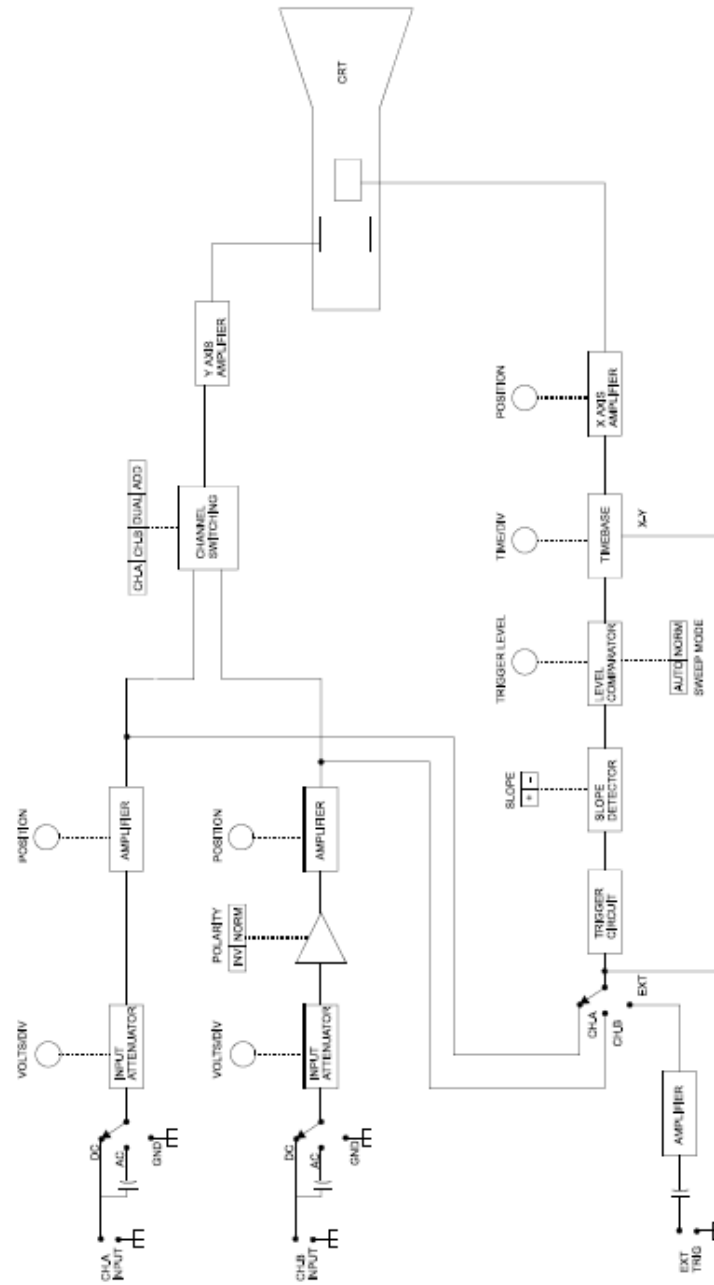 CH.A
INPUT
DC
AC
GND
VOLTS/DIV
INPUT
ATTENUATOR
POSITION
AMPLIFIER
CH.A CH.B DUAL ADD
CHANNEL
SWITCHING
Y AXIS
AMPLIFIER
CRT
CH.B
INPUT
DC
AC
GND
VOLTS/DIV
INPUT
ATTENUATOR
POLARITY
INV NORM
POSITION
AMPLIFIER
EXT
TRIG
AMPLIFIER
CH.A
CH.B
EXT
TRIGGER
CIRCUIT
SLOPE
+ -
SLOPE
DETECTOR
TRIGGER LEVEL
LEVEL
COMPARATOR
AUTO NORM
SWEEP MODE
TIME/DIV
TIMEBASE
X-Y
POSITION
X AXIS
AMPLIFIER